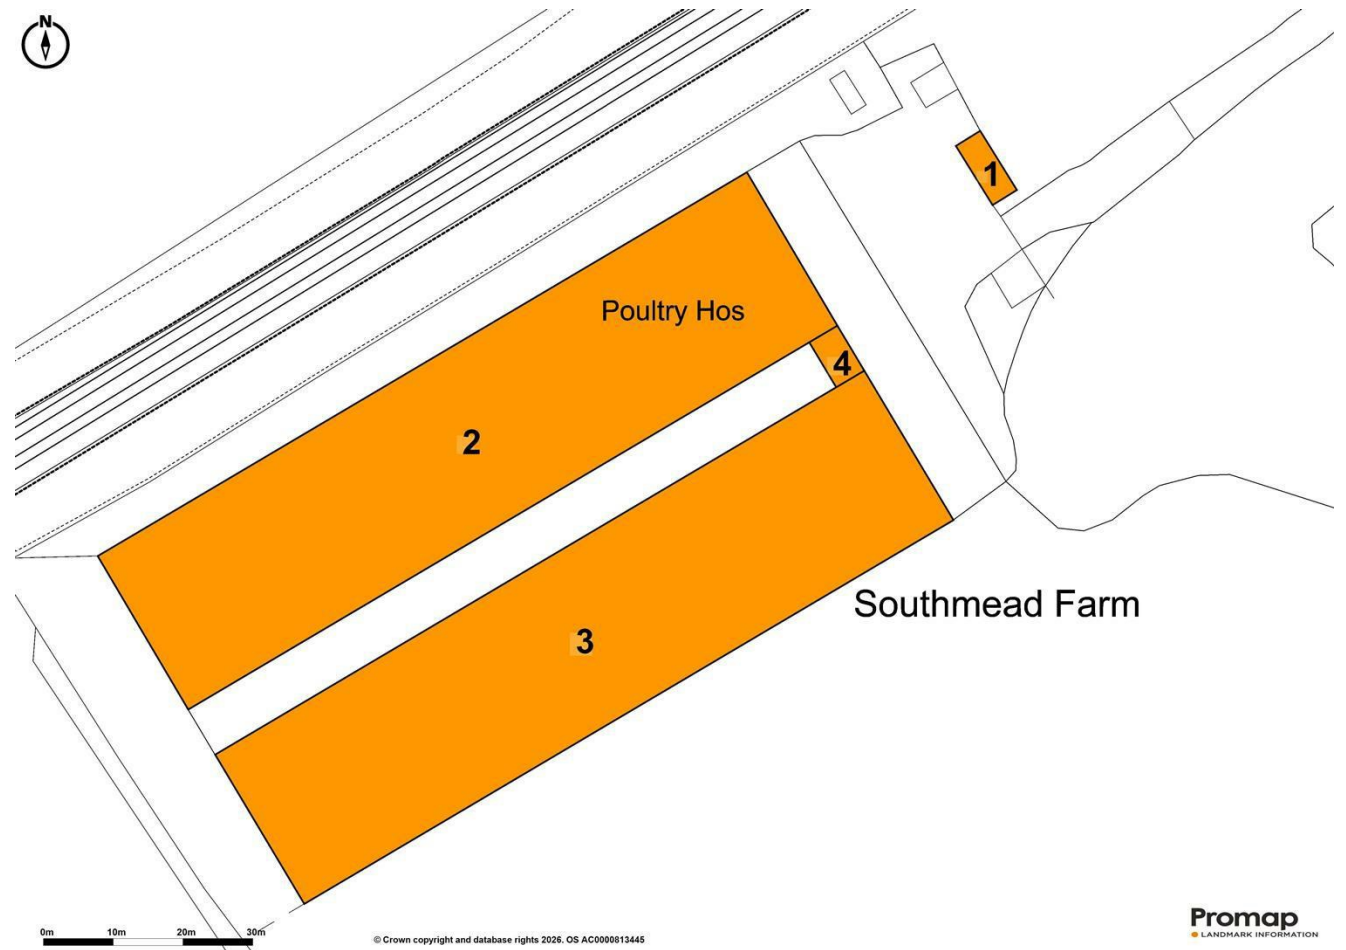 N
1
Poultry Hos
4
2
3
Southmead Farm
0m 10m 20m 30m
© Crown copyright and database rights 2026. OS AC0000813445
Promap
LANDMARK INFORMATION